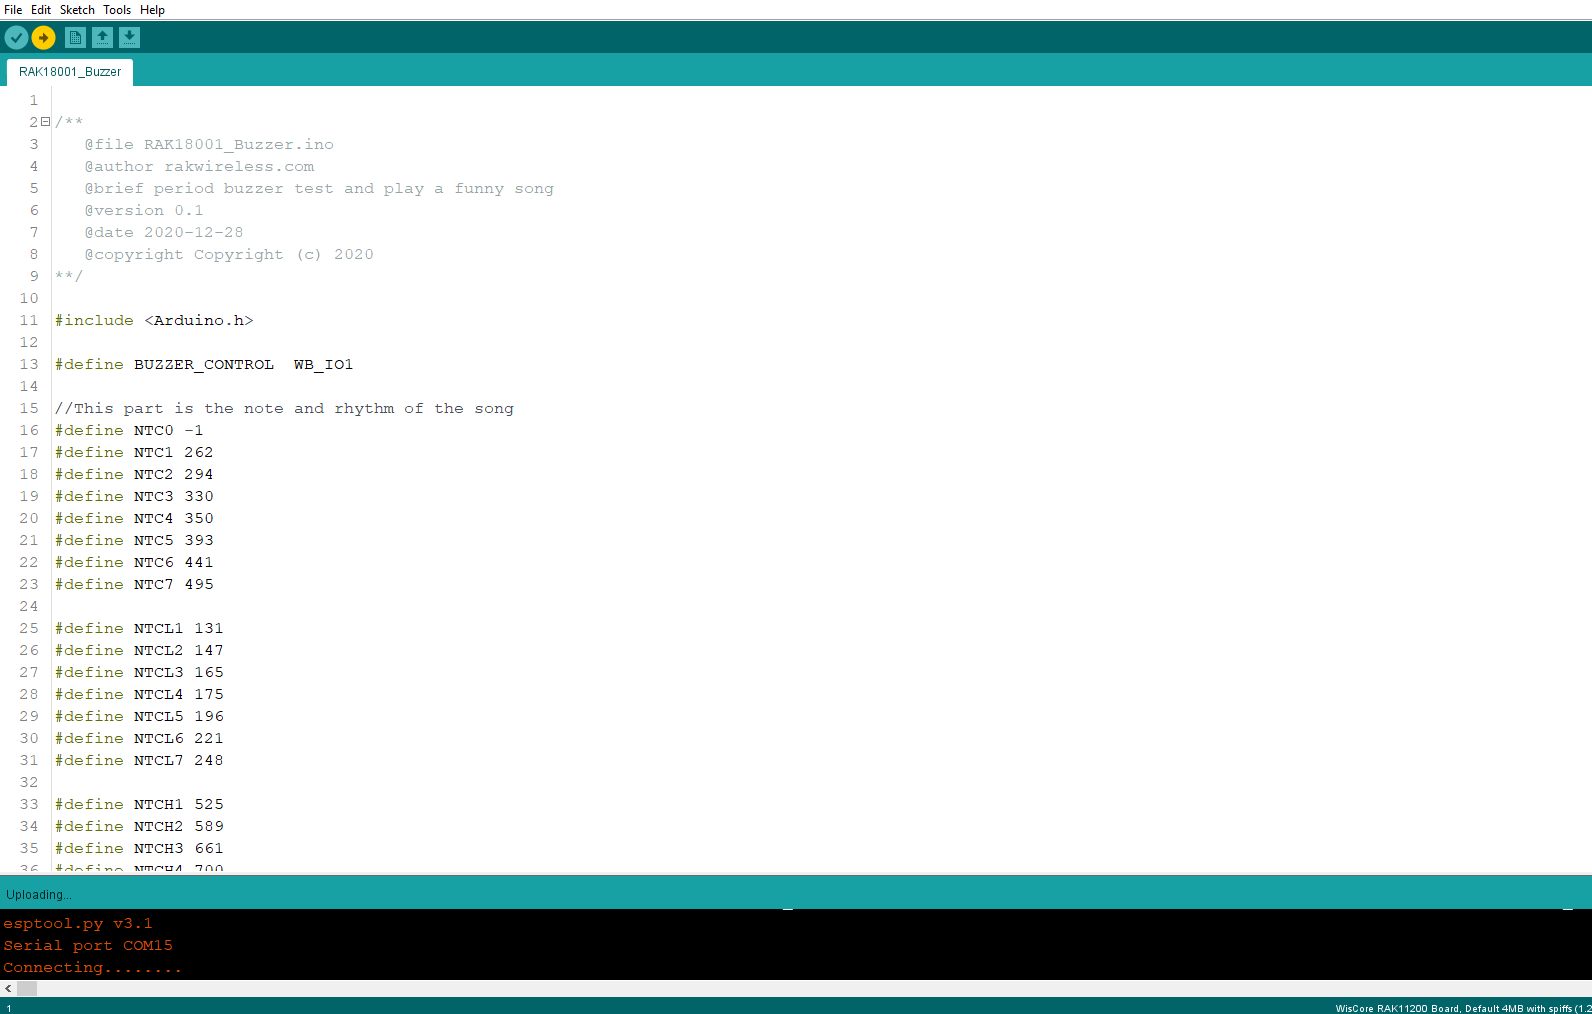 File Edit Sketch Tools Help
RAK18001_Buzzer
1
2 /**
3 @file RAK18001_Buzzer.ino
4 @author rakwireless.com
5 @brief period buzzer test and play a funny song
6 @version 0.1
7 @date 2020-12-28
8 @copyright Copyright (c) 2020
9 **/
10
11 #include <Arduino.h>
12
13 #define BUZZER_CONTROL WB_IO1
14
15 //This part is the note and rhythm of the song
16 #define NTC0 -1
17 #define NTC1 262
18 #define NTC2 294
19 #define NTC3 330
20 #define NTC4 350
21 #define NTC5 393
22 #define NTC6 441
23 #define NTC7 495
24
25 #define NTCL1 131
26 #define NTCL2 147
27 #define NTCL3 165
28 #define NTCL4 175
29 #define NTCL5 196
30 #define NTCL6 221
31 #define NTCL7 248
32
33 #define NTCH1 525
34 #define NTCH2 589
35 #define NTCH3 661
36 #define NTCH4 700
Uploading...
esptool.py v3.1
Serial port COM15
Connecting........
1 WisCore RAK11200 Board, Default 4MB with spiffs (1.2